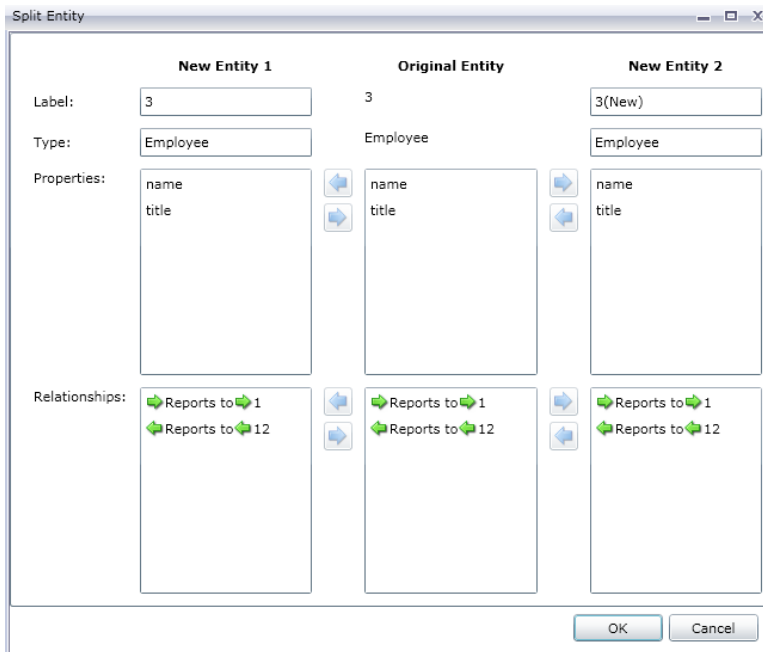 Split Entity
New Entity 1 Original Entity New Entity 2
Label: 3 3 3(New)
Type: Employee Employee Employee
Properties: name name name
title title title
Relationships: Reports to 1 Reports to 1 Reports to 1
Reports to 12 Reports to 12 Reports to 12
OK Cancel